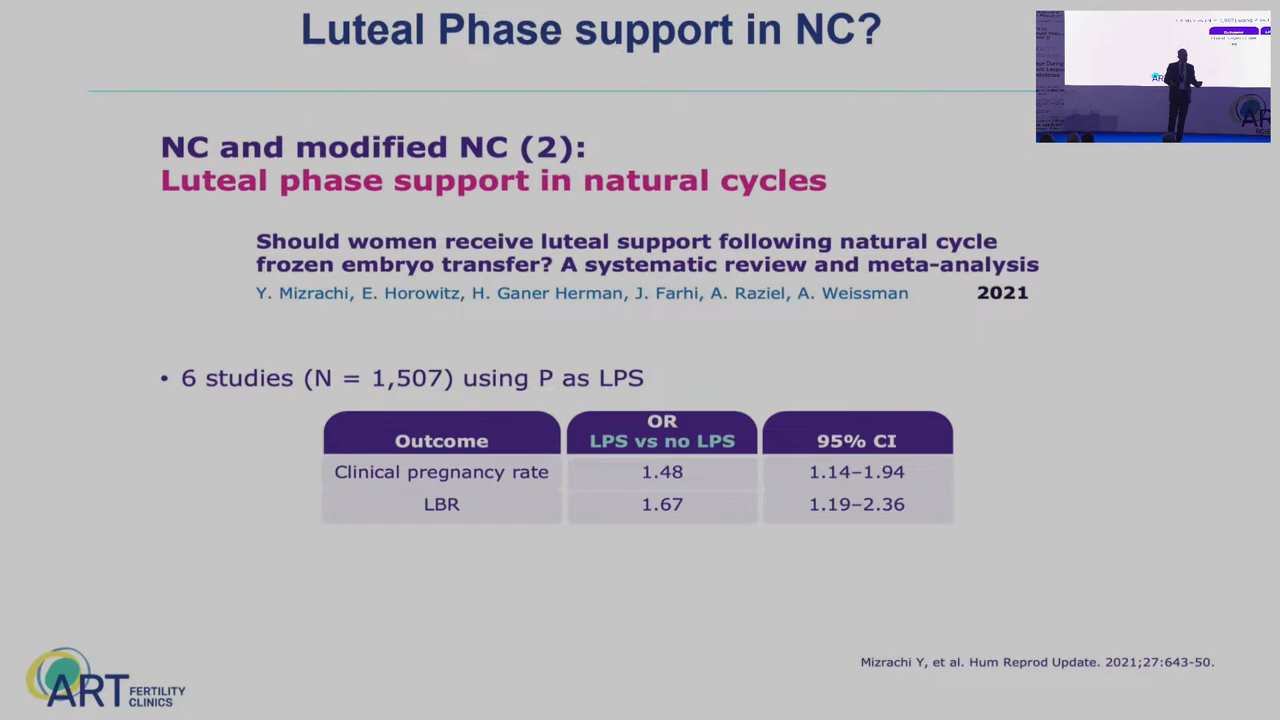 Luteal Phase support in NC?
NC and modified NC (2):
Luteal phase support in natural cycles
Should women receive luteal support following natural cycle
frozen embryo transfer? A systematic review and meta-analysis
Y. Mizrachi, E. Horowitz, H. Ganer Herman, J. Farhi, A. Raziel, A. Weissman 2021
• 6 studies (N = 1,507) using P as LPS
Outcome
OR
LPS vs no LPS
95% CI
Clinical pregnancy rate 1.48 1.14–1.94
LBR 1.67 1.19–2.36
Mizrachi Y, et al. Hum Reprod Update. 2021;27:643-50.
ART FERTILITY
CLINICS
Outcome
ART